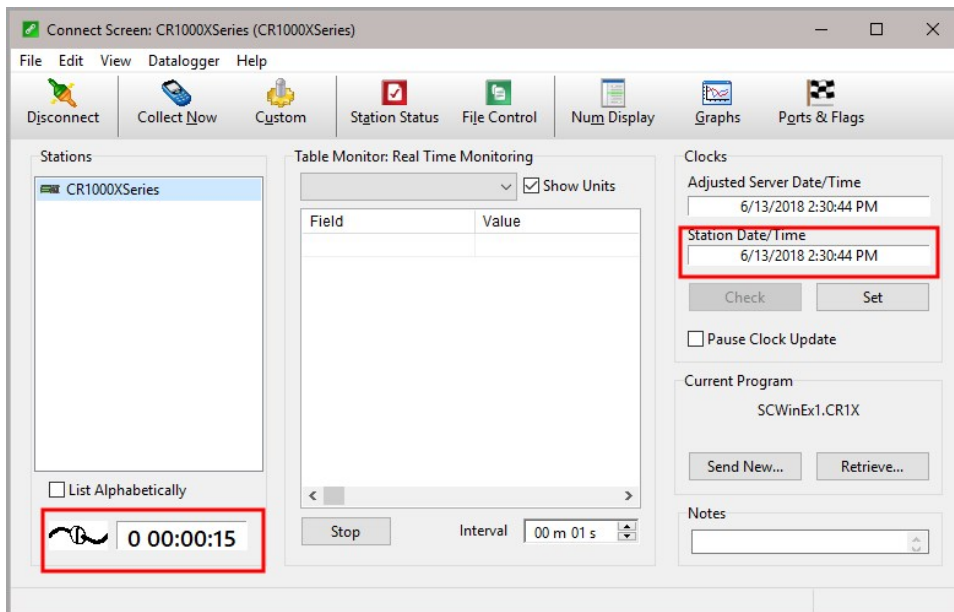 Connect Screen: CR1000XSeries (CR1000XSeries)
File Edit View Datalogger Help
Disconnect Collect Now Custom Station Status File Control Num Display Graphs Ports & Flags
Stations
CR1000XSeries
List Alphabetically
0 00:00:15
Table Monitor: Real Time Monitoring
Show Units
Field Value
Stop Interval 00 m 01 s
Clocks
Adjusted Server Date/Time
6/13/2018 2:30:44 PM
Station Date/Time
6/13/2018 2:30:44 PM
Check Set
Pause Clock Update
Current Program
SCWinEx1.CR1X
Send New... Retrieve...
Notes